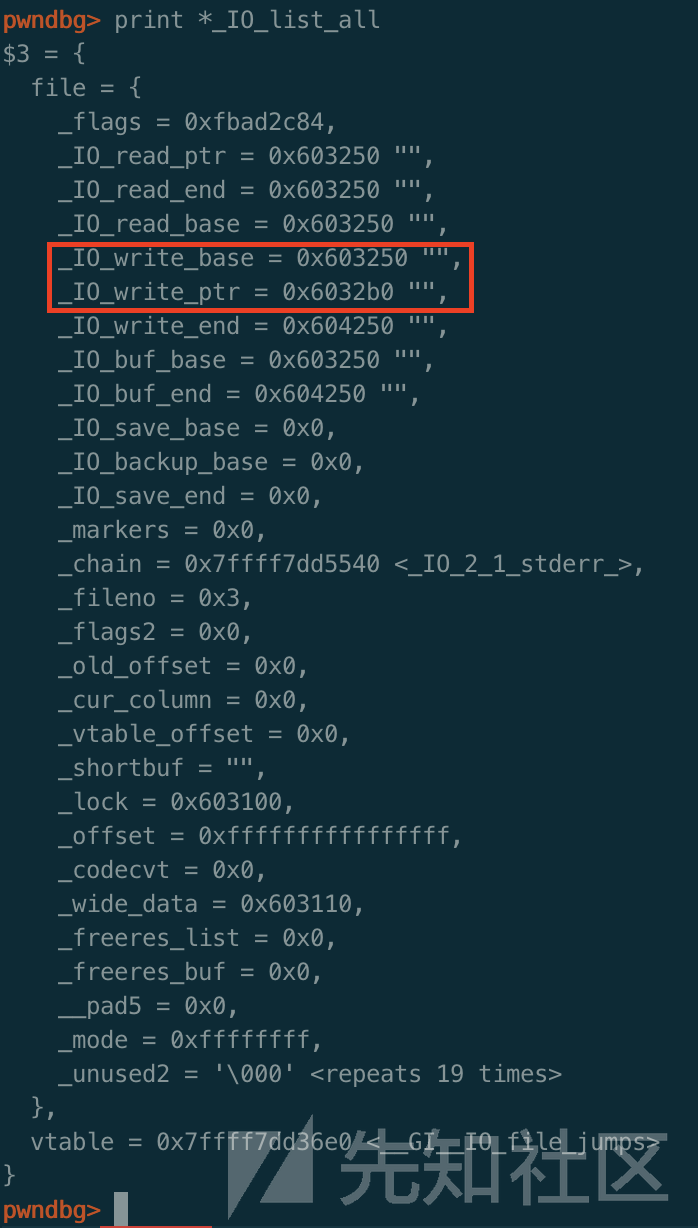 pwndbg> print *_IO_list_all
$3 = {
  file = {
    _flags = 0xfbad2c84,
    _IO_read_ptr = 0x603250 "",
    _IO_read_end = 0x603250 "",
    _IO_read_base = 0x603250 "",
    _IO_write_base = 0x603250 "",
    _IO_write_ptr = 0x6032b0 "",
    _IO_write_end = 0x604250 "",
    _IO_buf_base = 0x603250 "",
    _IO_buf_end = 0x604250 "",
    _IO_save_base = 0x0,
    _IO_backup_base = 0x0,
    _IO_save_end = 0x0,
    _markers = 0x0,
    _chain = 0x7ffff7dd5540 <_IO_2_1_stderr_>,
    _fileno = 0x3,
    _flags2 = 0x0,
    _old_offset = 0x0,
    _cur_column = 0x0,
    _vtable_offset = 0x0,
    _shortbuf = "",
    _lock = 0x603100,
    _offset = 0xffffffffffffffff,
    _codecvt = 0x0,
    _wide_data = 0x603110,
    _freeres_list = 0x0,
    _freeres_buf = 0x0,
    __pad5 = 0x0,
    _mode = 0xffffffff,
    _unused2 = '\000' <repeats 19 times>
  },
  vtable = 0x7ffff7dd36e0 <__GI__IO_file_jumps>
}
先知社区
pwndbg>